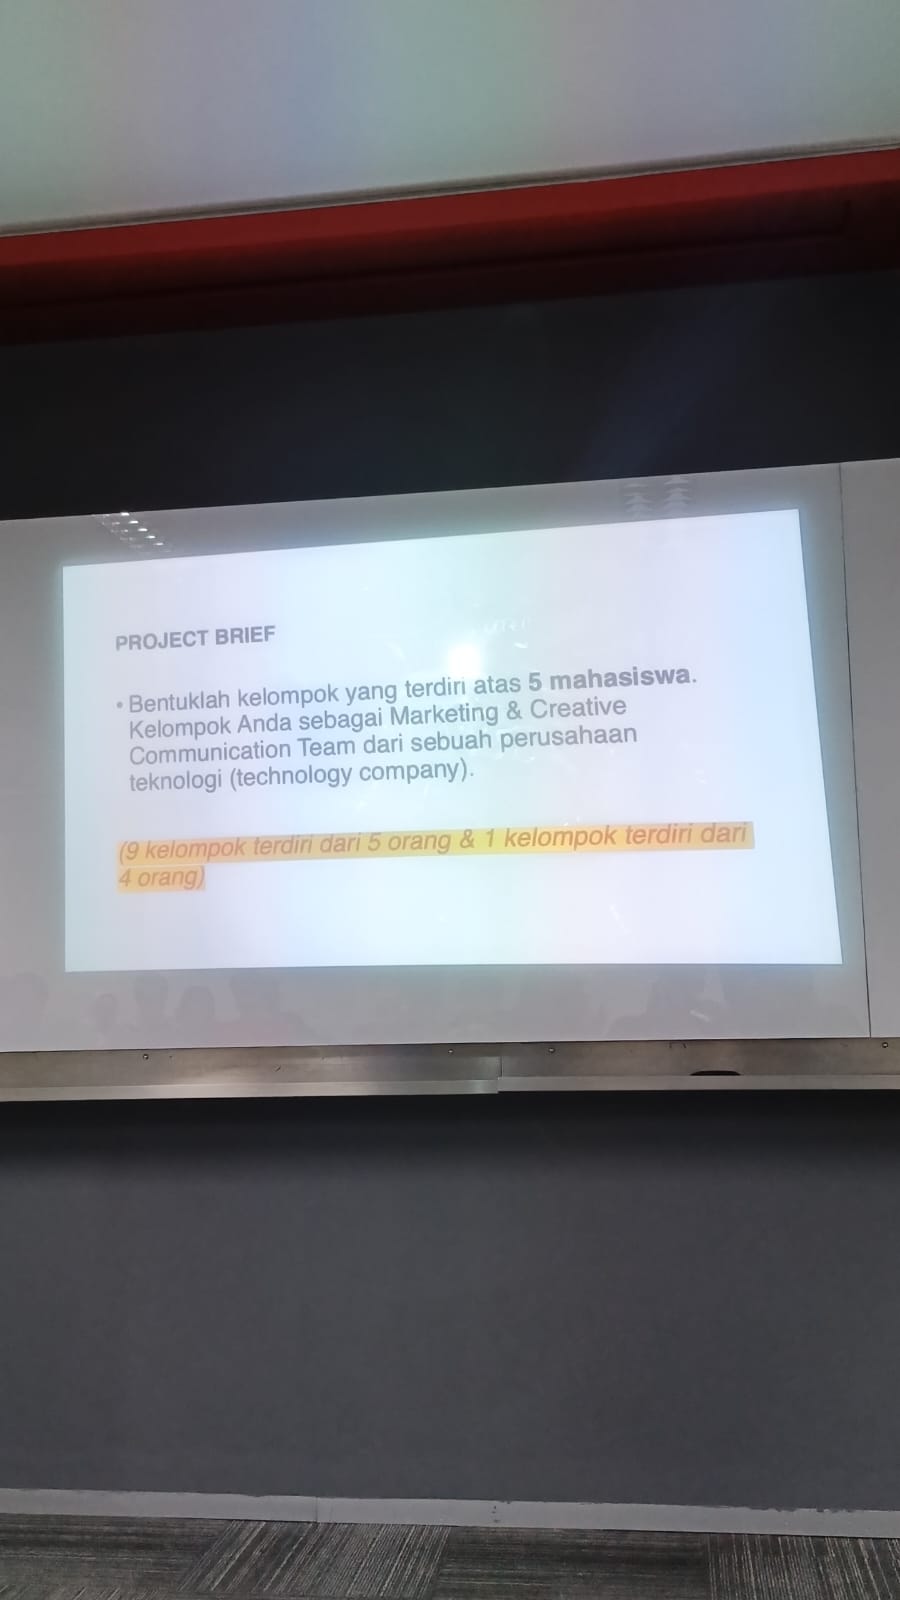 PROJECT BRIEF
• Bentuklah kelompok yang terdiri atas 5 mahasiswa.
Kelompok Anda sebagai Marketing & Creative
Communication Team dari sebuah perusahaan
teknologi (technology company).
(9 kelompok terdiri dari 5 orang & 1 kelompok terdiri dari
4 orang)